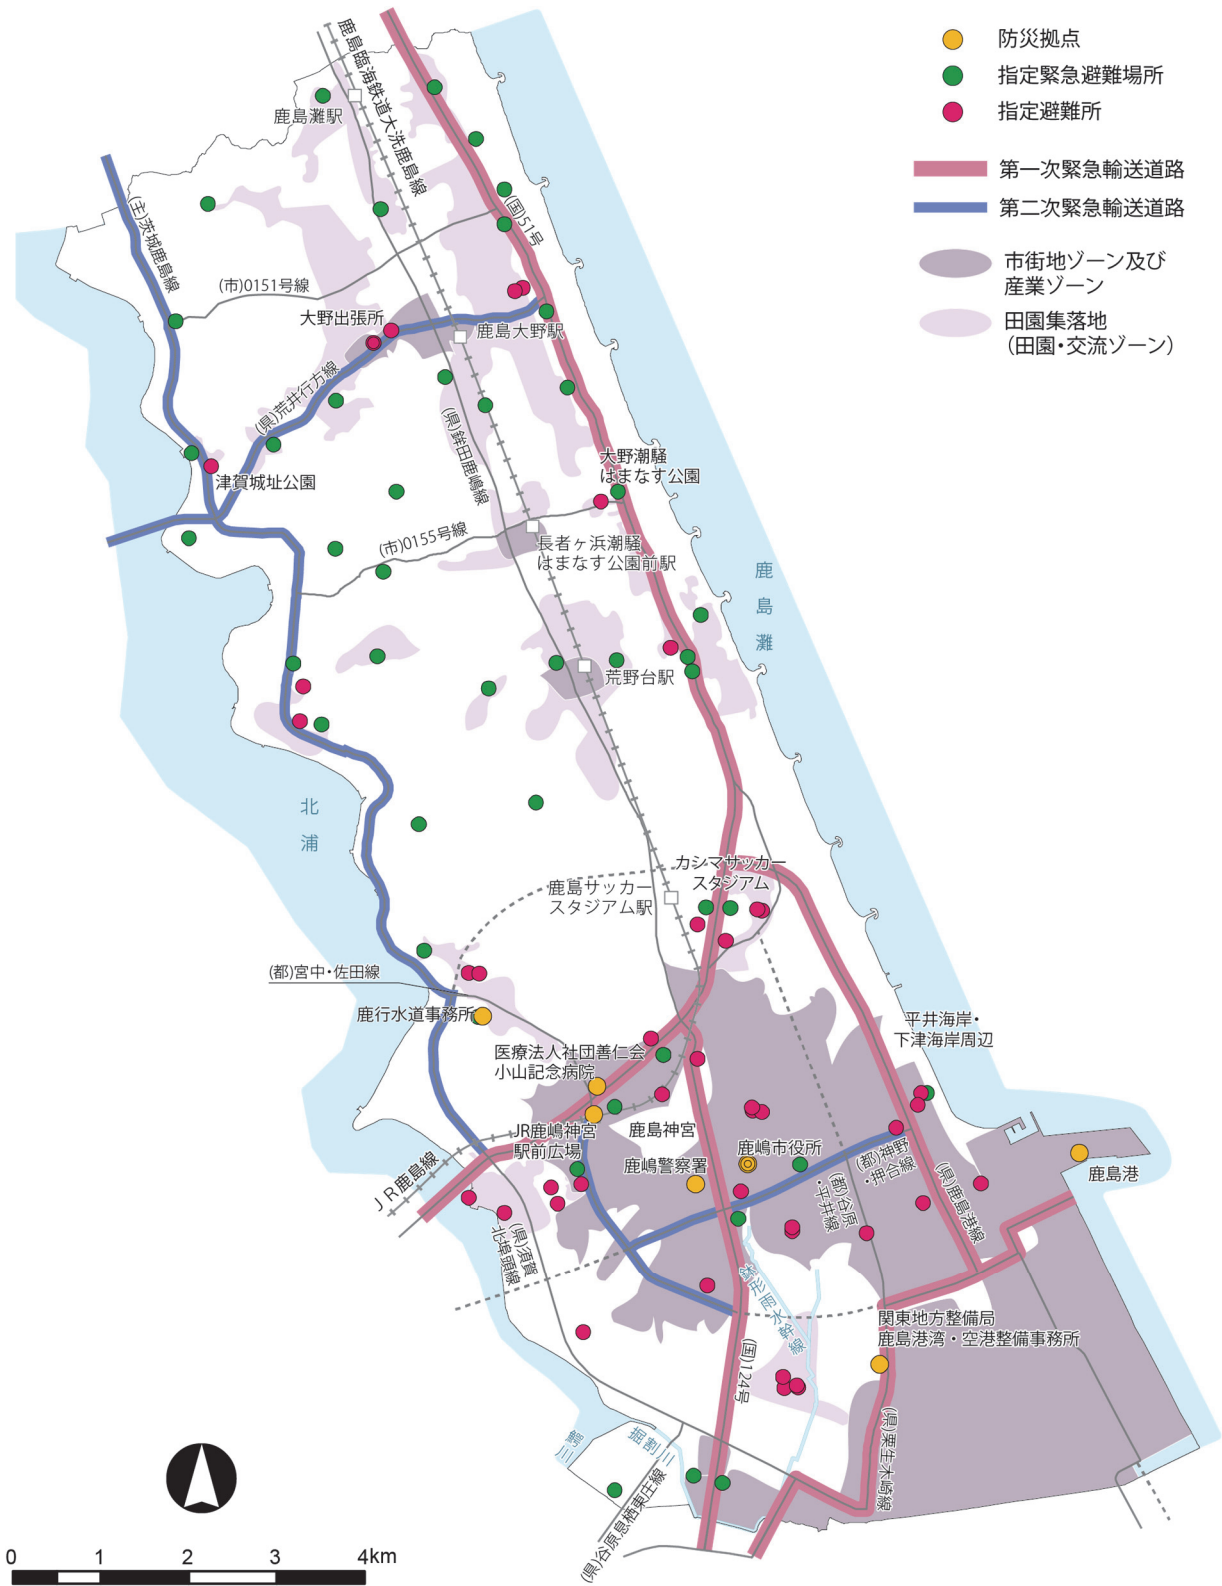 防災拠点
指定緊急避難場所
指定避難所
第一次緊急輸送道路
第二次緊急輸送道路
市街地ゾーン及び
産業ゾーン
田園集落地
（田園・交流ゾーン）
鹿島臨海鉄道大洗鹿島線
鹿島灘駅
(主)茨城鹿島線
(国)51号
(市)0151号線
大野出張所
鹿島大野駅
(県)荒井行方線
(県)鉾田鹿嶋線
大野潮騒
はまなす公園
津賀城址公園
(市)0155号線
長者ヶ浜潮騒
はまなす公園前駅
鹿島灘
荒野台駅
北浦
カシマサッカー
スタジアム
鹿島サッカー
スタジアム駅
(都)宮中・佐田線
鹿行水道事務所
平井海岸・
下津海岸周辺
医療法人社団善仁会
小山記念病院
JR鹿嶋神宮
駅前広場
鹿島神宮
鹿嶋市役所
鹿嶋警察署
(都)神野
・押合線
(都)谷原
・平井線
(県)鹿島港線
鹿島港
JR鹿島線
(県)須賀
北埠頭線
鉢形雨水幹線
関東地方整備局
鹿島港湾・空港整備事務所
(国)124号
(県)粟生木崎線
鰐川
堀割川
(県)谷原息栖東庄線
0 1 2 3 4km